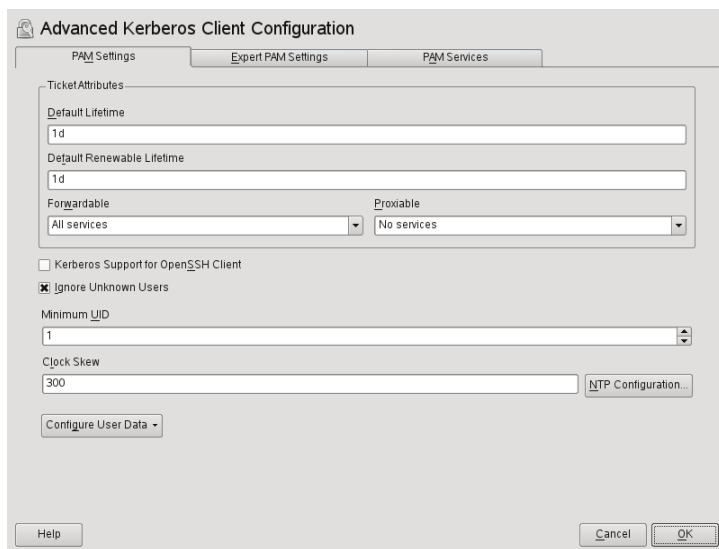 Advanced Kerberos Client Configuration
PAM Settings
Expert PAM Settings
PAM Services
Ticket Attributes
Default Lifetime
1d
Default Renewable Lifetime
1d
Forwardable
Proxiable
All services
No services
Kerberos Support for OpenSSH Client
Ignore Unknown Users
Minimum UID
1
Clock Skew
300
NTP Configuration...
Configure User Data
Help
Cancel
OK